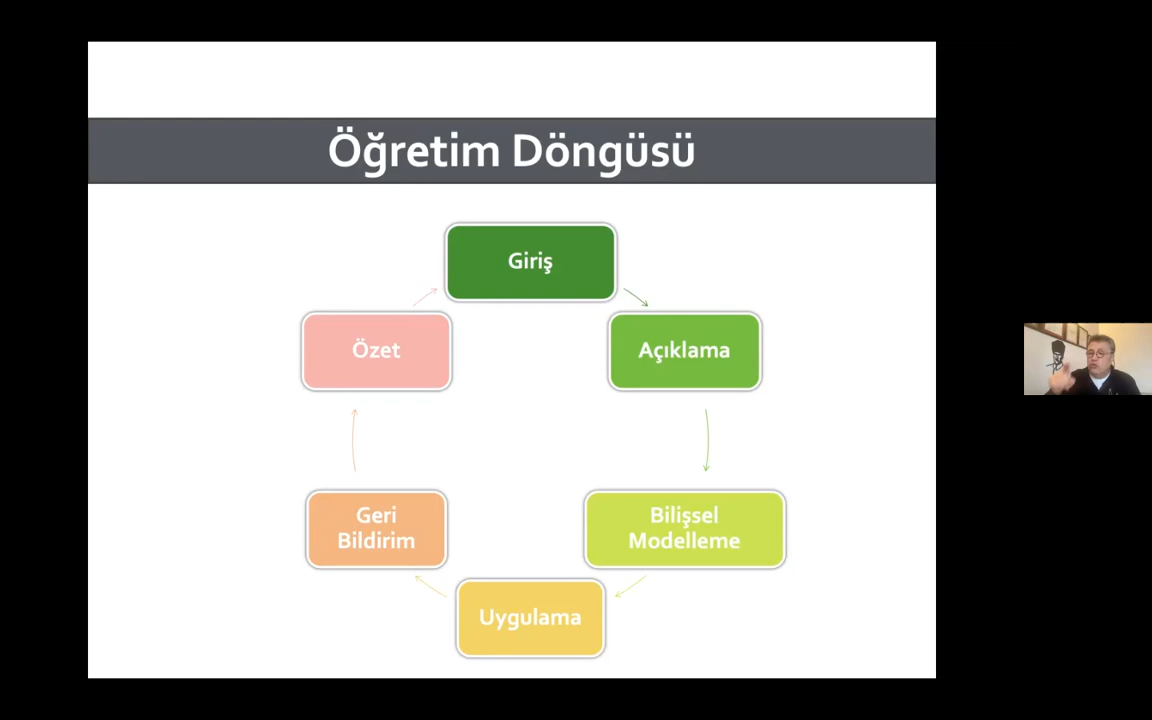 Öğretim Döngüsü
Giriş
Açıklama
Bilişsel
Modelleme
Uygulama
Geri
Bildirim
Özet